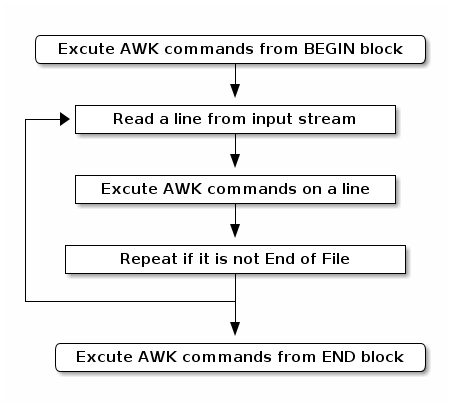 Excute AWK commands from BEGIN block
Read a line from input stream
Excute AWK commands on a line
Repeat if it is not End of File
Excute AWK commands from END block